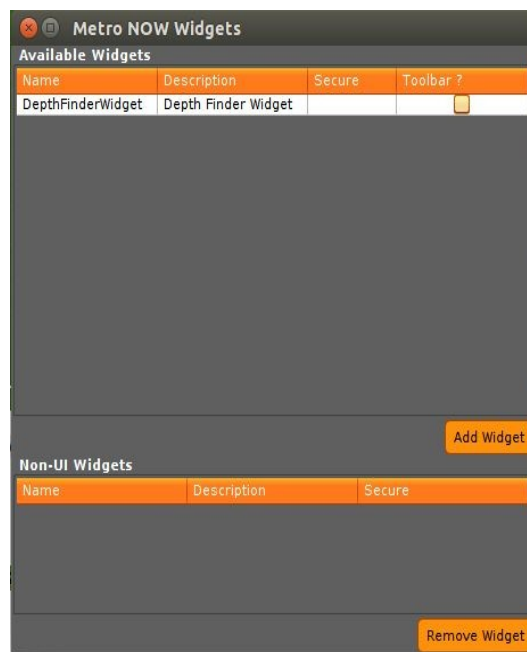 Metro NOW Widgets
Available Widgets
Name Description Secure Toolbar ?
DepthFinderWidget Depth Finder Widget
Add Widget
Non-UI Widgets
Name Description Secure
Remove Widget